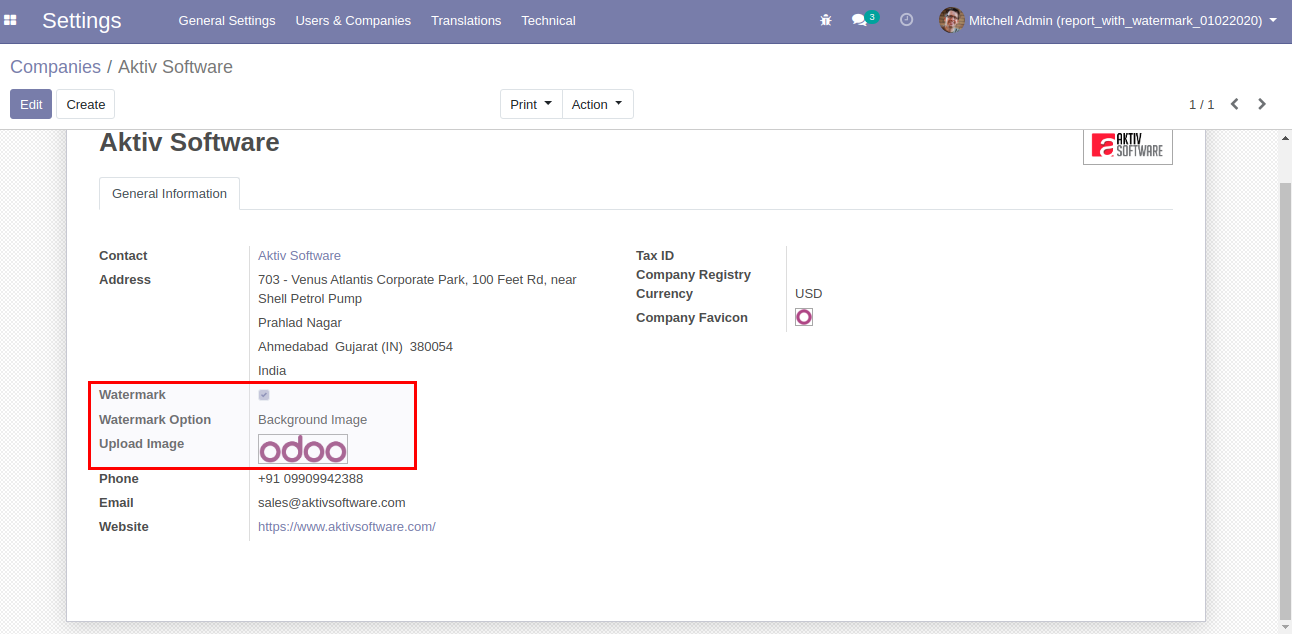 Settings General Settings Users & Companies Translations Technical 3 Mitchell Admin (report_with_watermark_01022020)
Companies / Aktiv Software
Edit Create Print Action 1 / 1
Aktiv Software
AKTIV
SOFTWARE
General Information
Contact Aktiv Software
Address 703 - Venus Atlantis Corporate Park, 100 Feet Rd, near
Shell Petrol Pump
Prahlad Nagar
Ahmedabad Gujarat (IN) 380054
India
Watermark
Watermark Option Background Image
Upload Image odoo
Phone +91 09909942388
Email sales@aktivsoftware.com
Website https://www.aktivsoftware.com/
Tax ID
Company Registry
Currency USD
Company Favicon